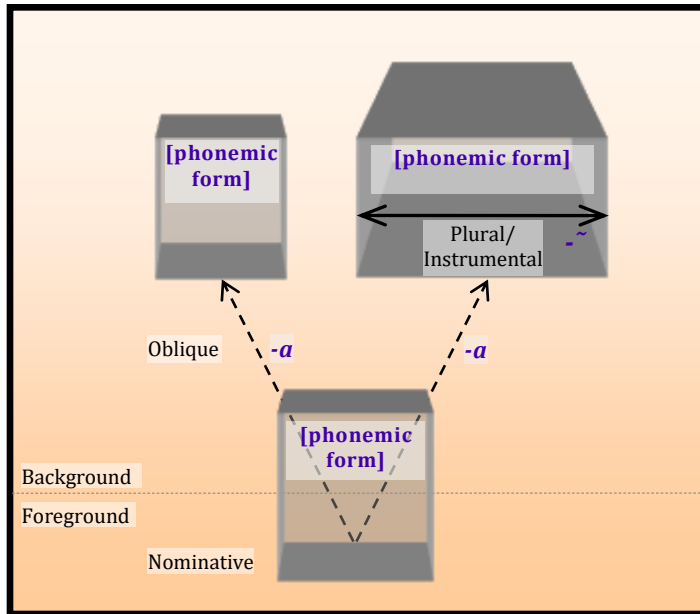 [phonemic
form]
[phonemic form]
Plural/
Instrumental
-˜
Oblique
-a
-a
[phonemic
form]
Background
Foreground
Nominative